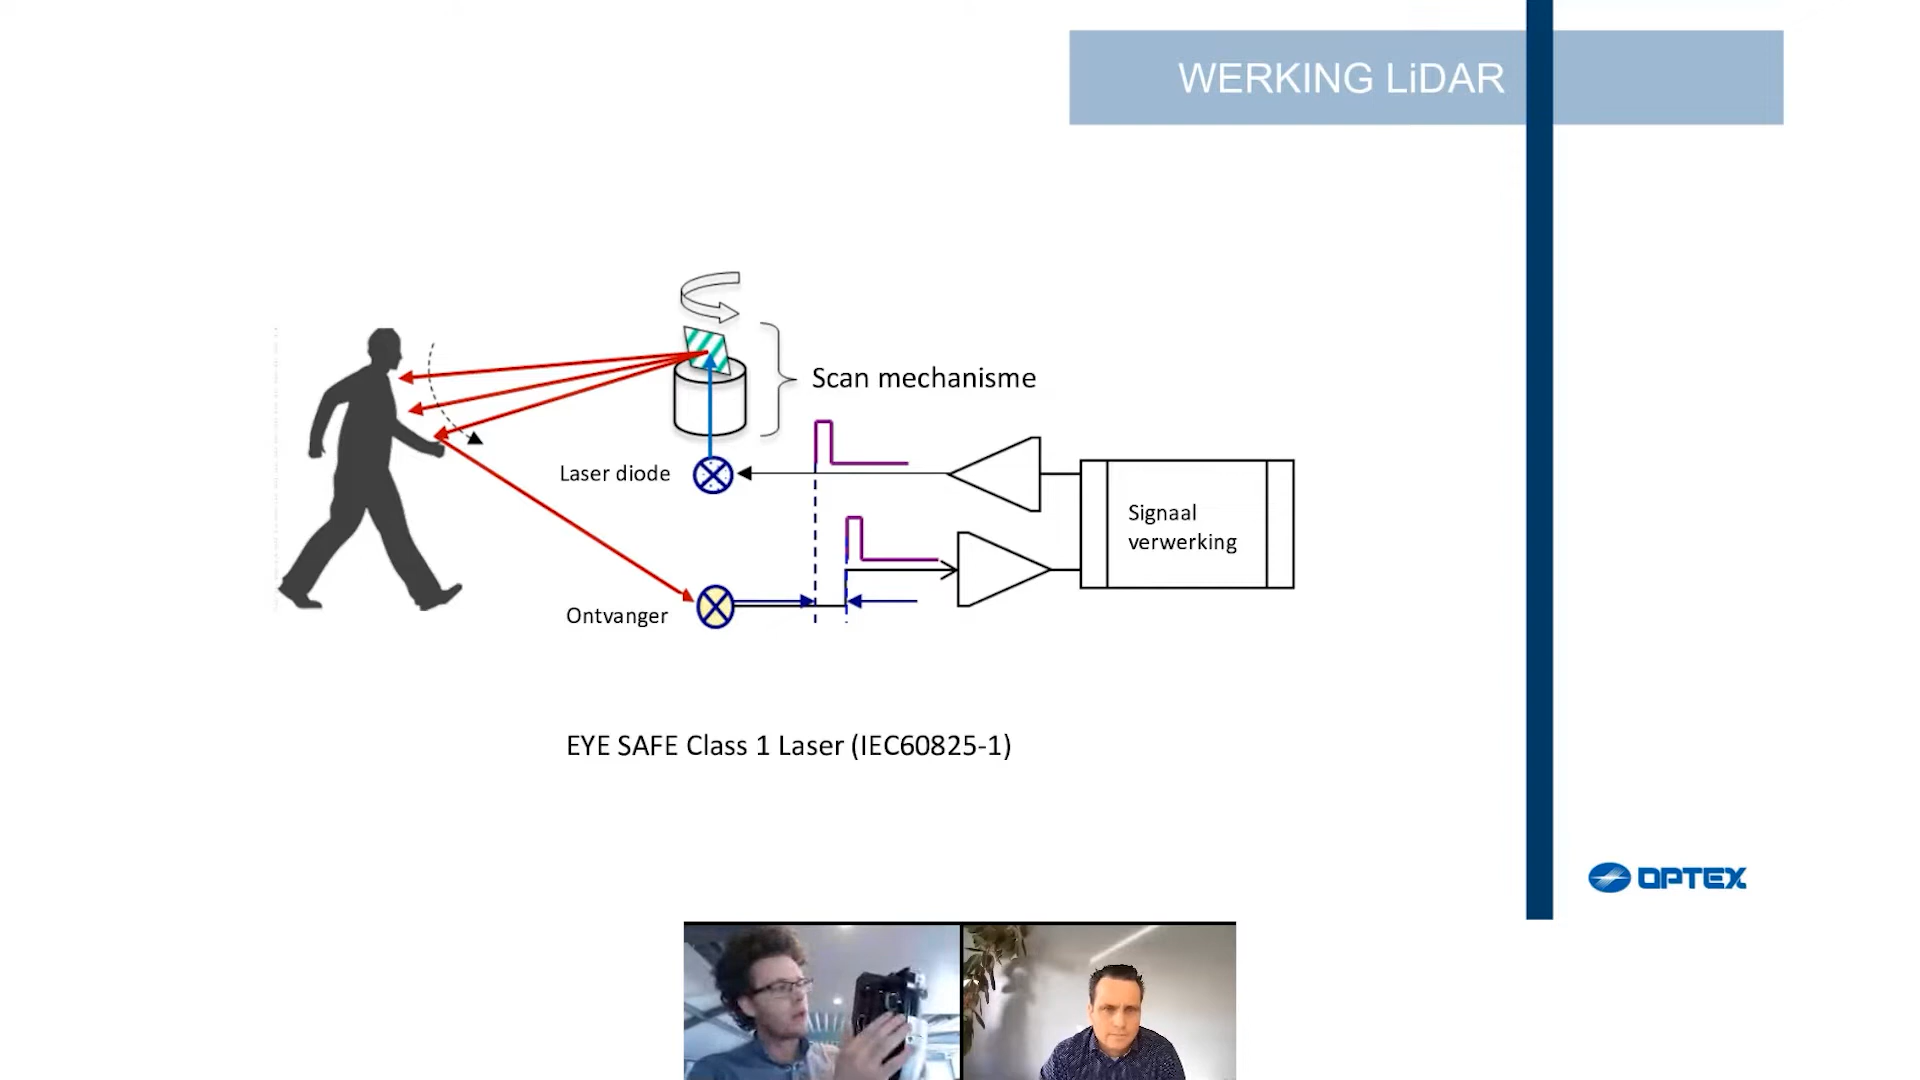 WERKING LiDAR
Scan mechanisme
Laser diode
Signaal
verwerking
Ontvanger
EYE SAFE Class 1 Laser (IEC60825-1)
OPTEX